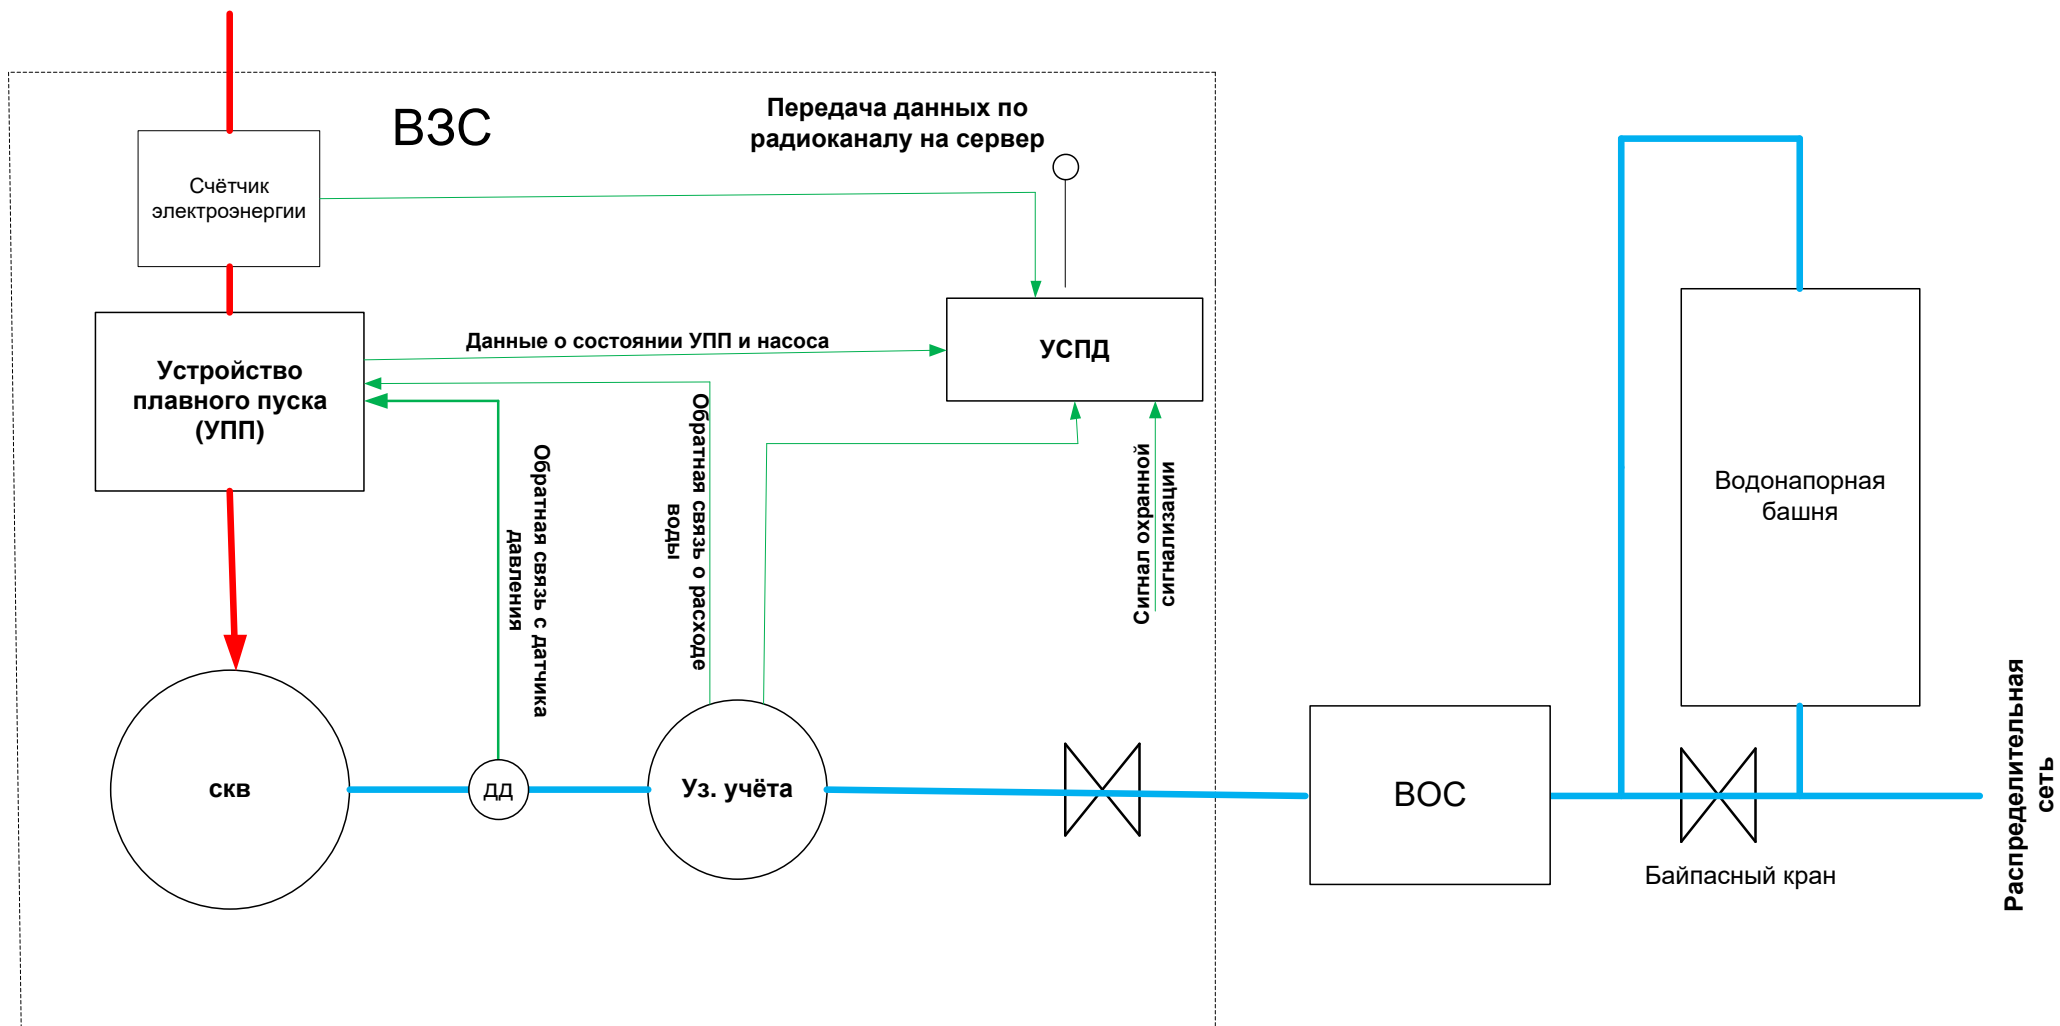 ВЗС
Передача данных по
радиоканалу на сервер
Счётчик
электроэнергии
Данные о состоянии УПП и насоса
УСПД
Устройство
плавного пуска
(УПП)
Обратная связь с датчика
давления
Обратная связь о расходе
воды
Сигнал охранной
сигнализации
Водонапорная
башня
скв
дд
Уз. учёта
ВОС
Байпасный кран
Распределительная
сеть